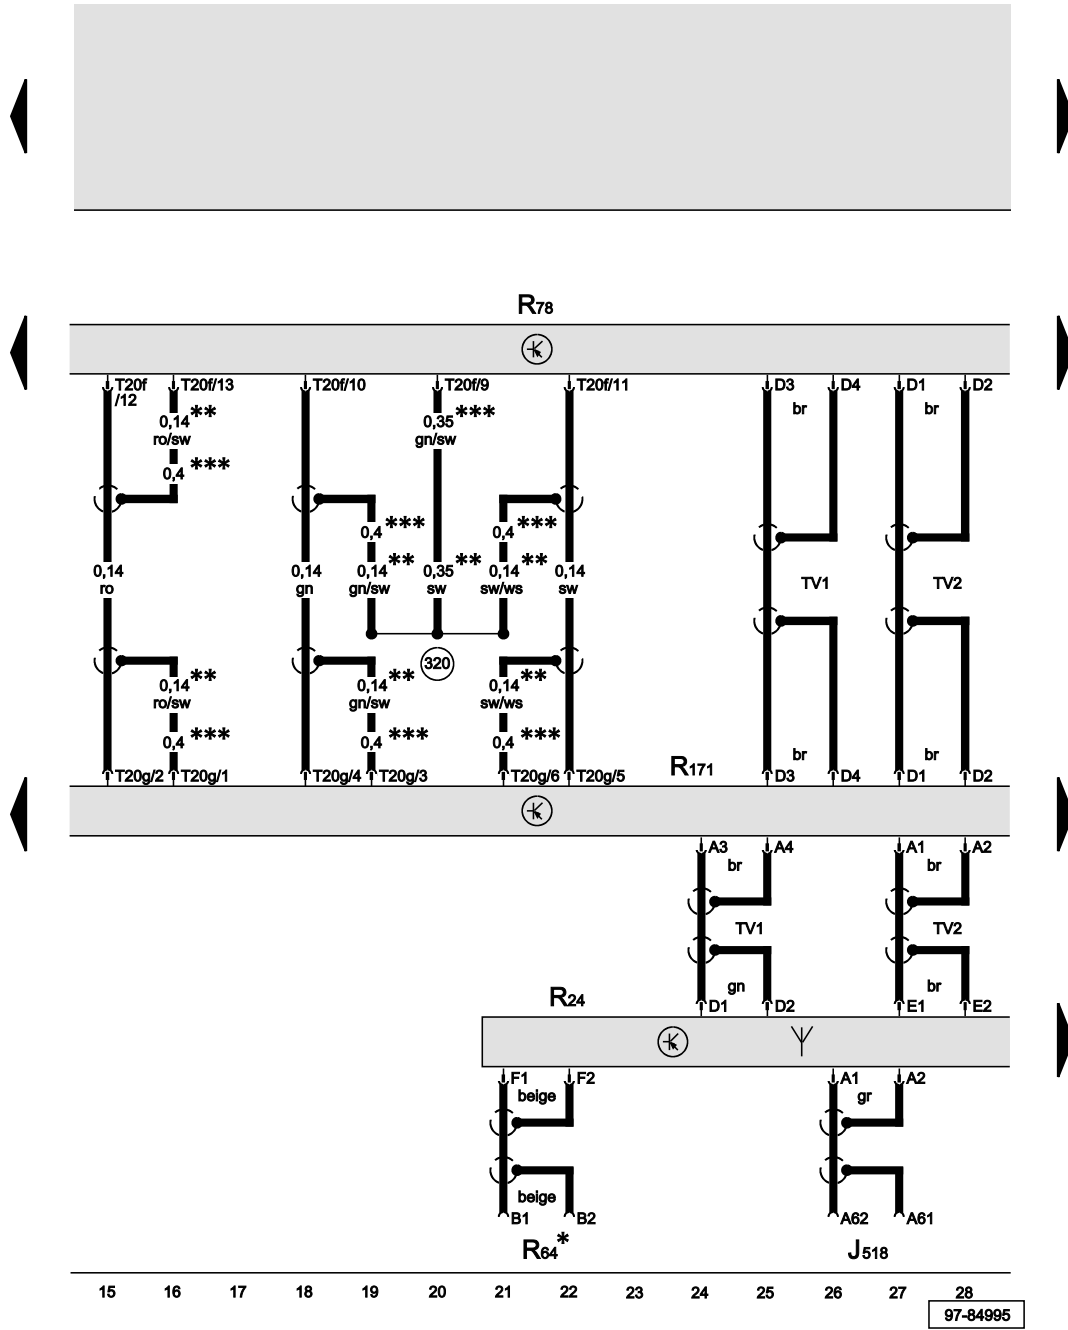 R78
T20f
/12
T20f/13
T20f/10
T20f/9
T20f/11
D3
D4
D1
D2
0,14 **
ro/sw
0,4 ***
0,35 ***
gn/sw
br
br
0,4 ***
0,4 ***
0,14
ro
0,14
gn
0,14 **
gn/sw
0,35 **
sw
0,14 **
sw/ws
0,14
sw
TV1
TV2
320
0,14 **
ro/sw
0,4 ***
0,14 **
gn/sw
0,4 ***
0,14 **
sw/ws
0,4 ***
br
br
T20g/2
T20g/1
T20g/4
T20g/3
T20g/6
T20g/5
R171
D3
D4
D1
D2
A3
A4
A1
A2
br
br
TV1
TV2
gn
br
R24
D1
D2
E1
E2
F1
F2
A1
A2
beige
gr
beige
B1
B2
A62
A61
R64*
J518
15 16 17 18 19 20 21 22 23 24 25 26 27 28
97-84995